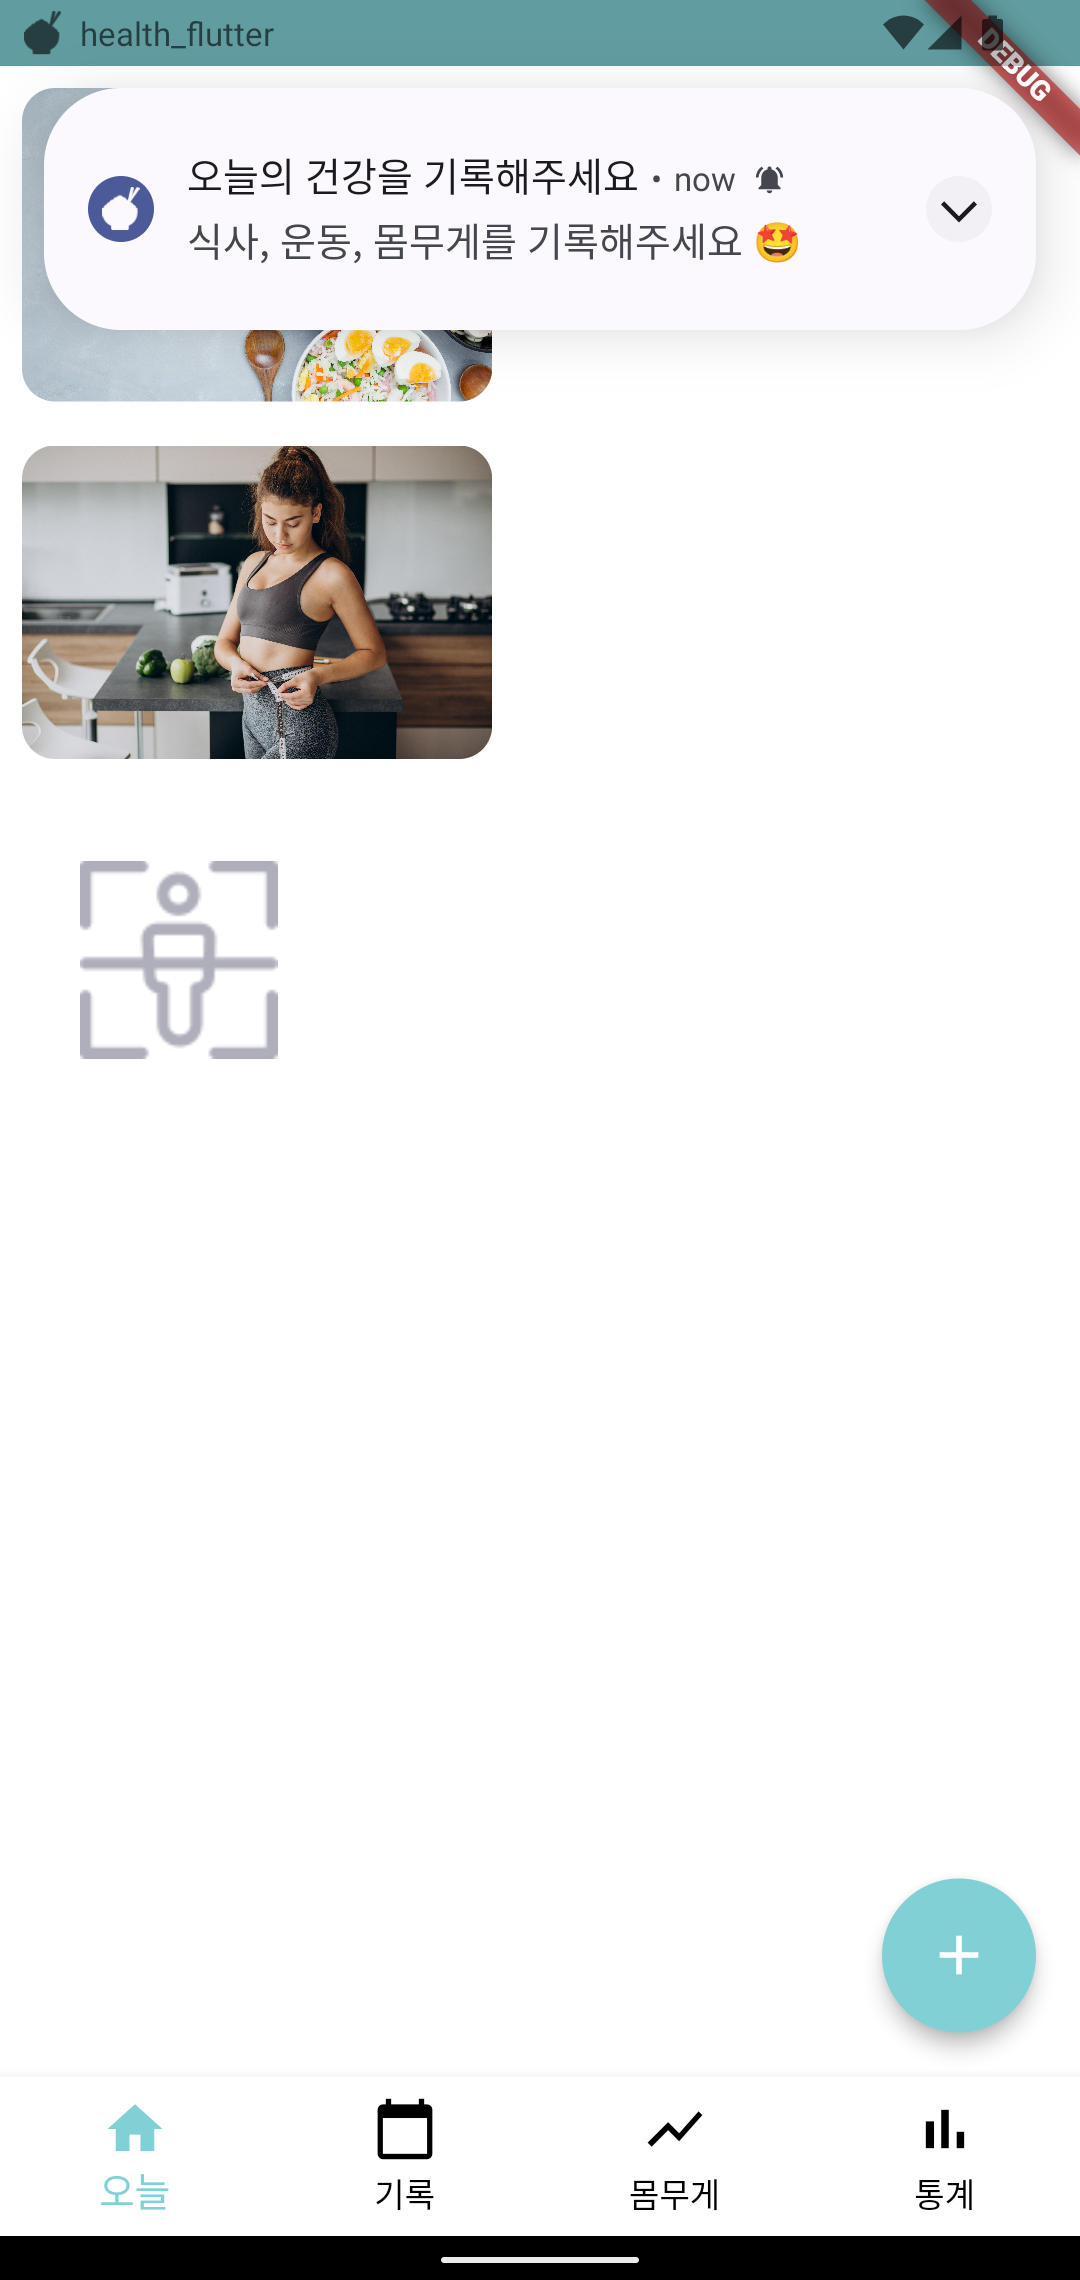 health_flutter
DEBUG
오늘의 건강을 기록해주세요 • now
식사, 운동, 몸무게를 기록해주세요 🤩
오늘
기록
몸무게
통계